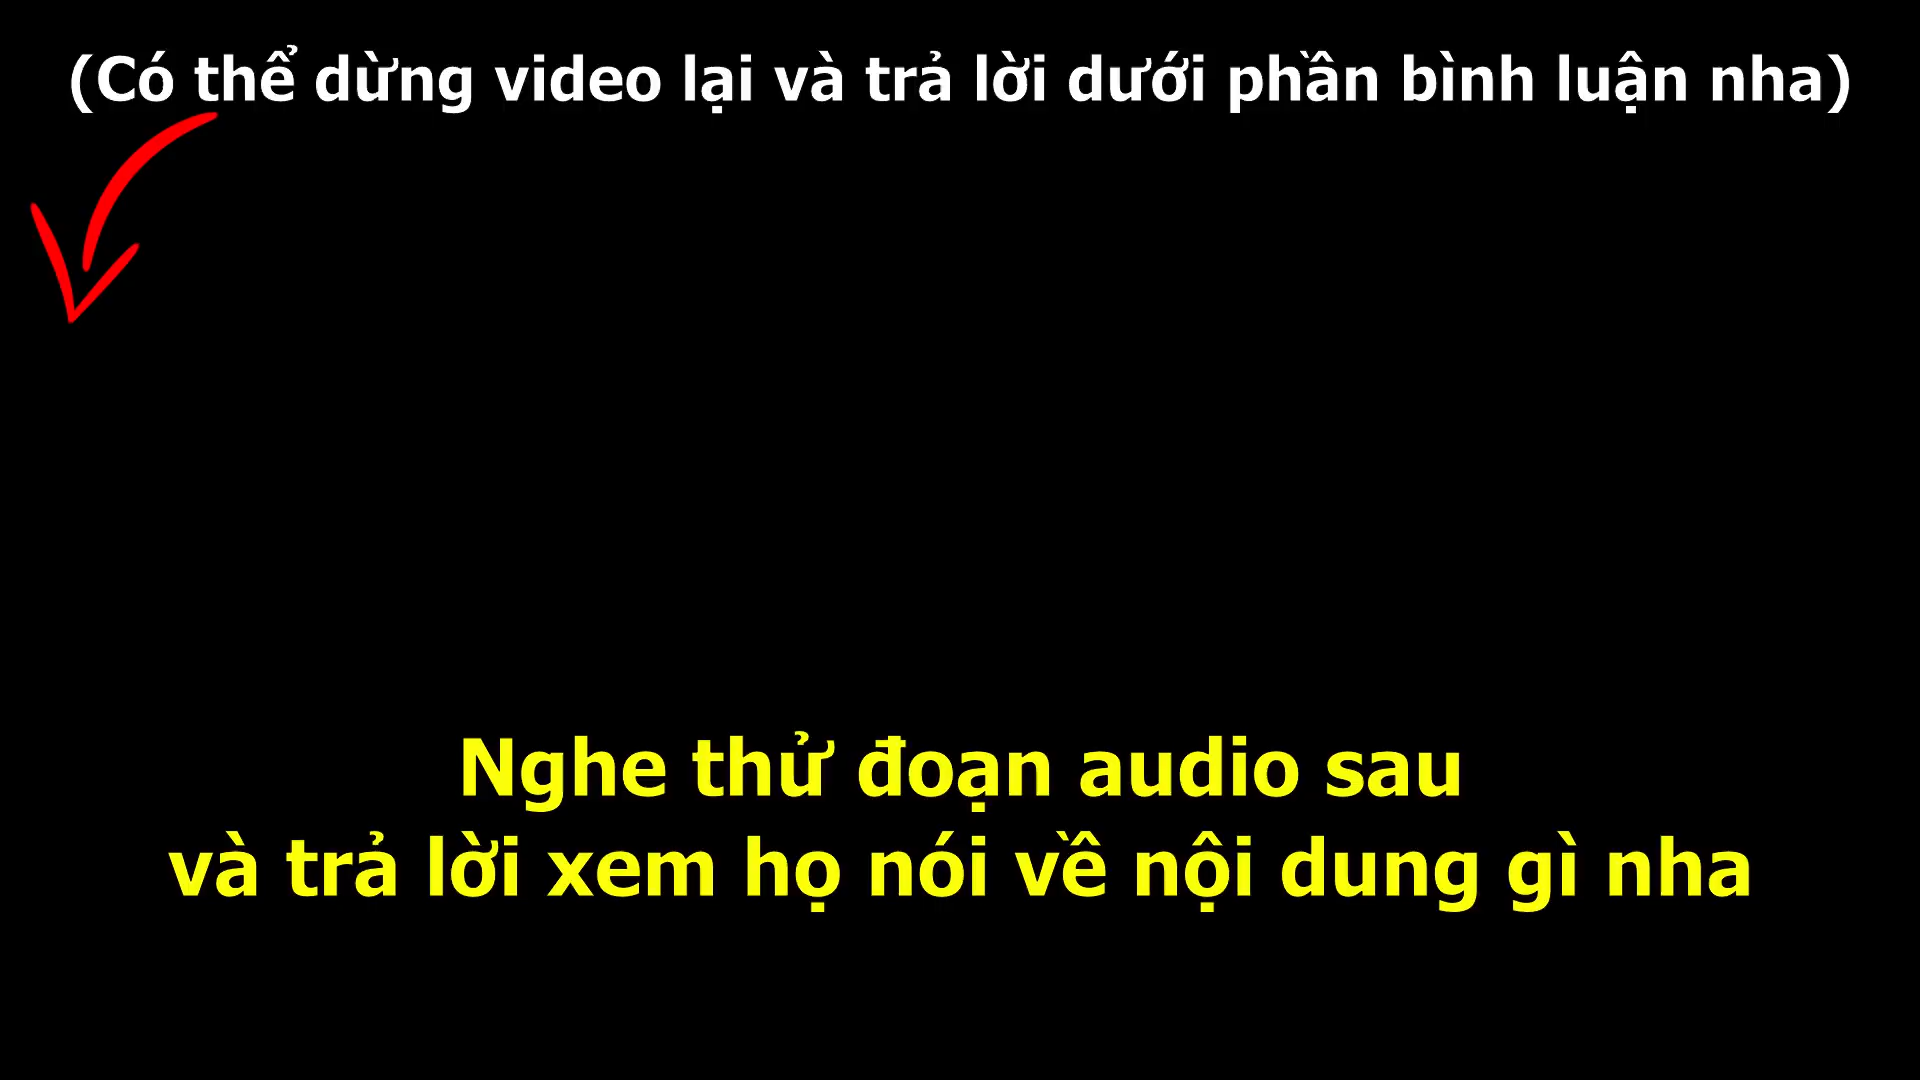 (Có thể dừng video lại và trả lời dưới phần bình luận nha)
Nghe thử đoạn audio sau
và trả lời xem họ nói về nội dung gì nha